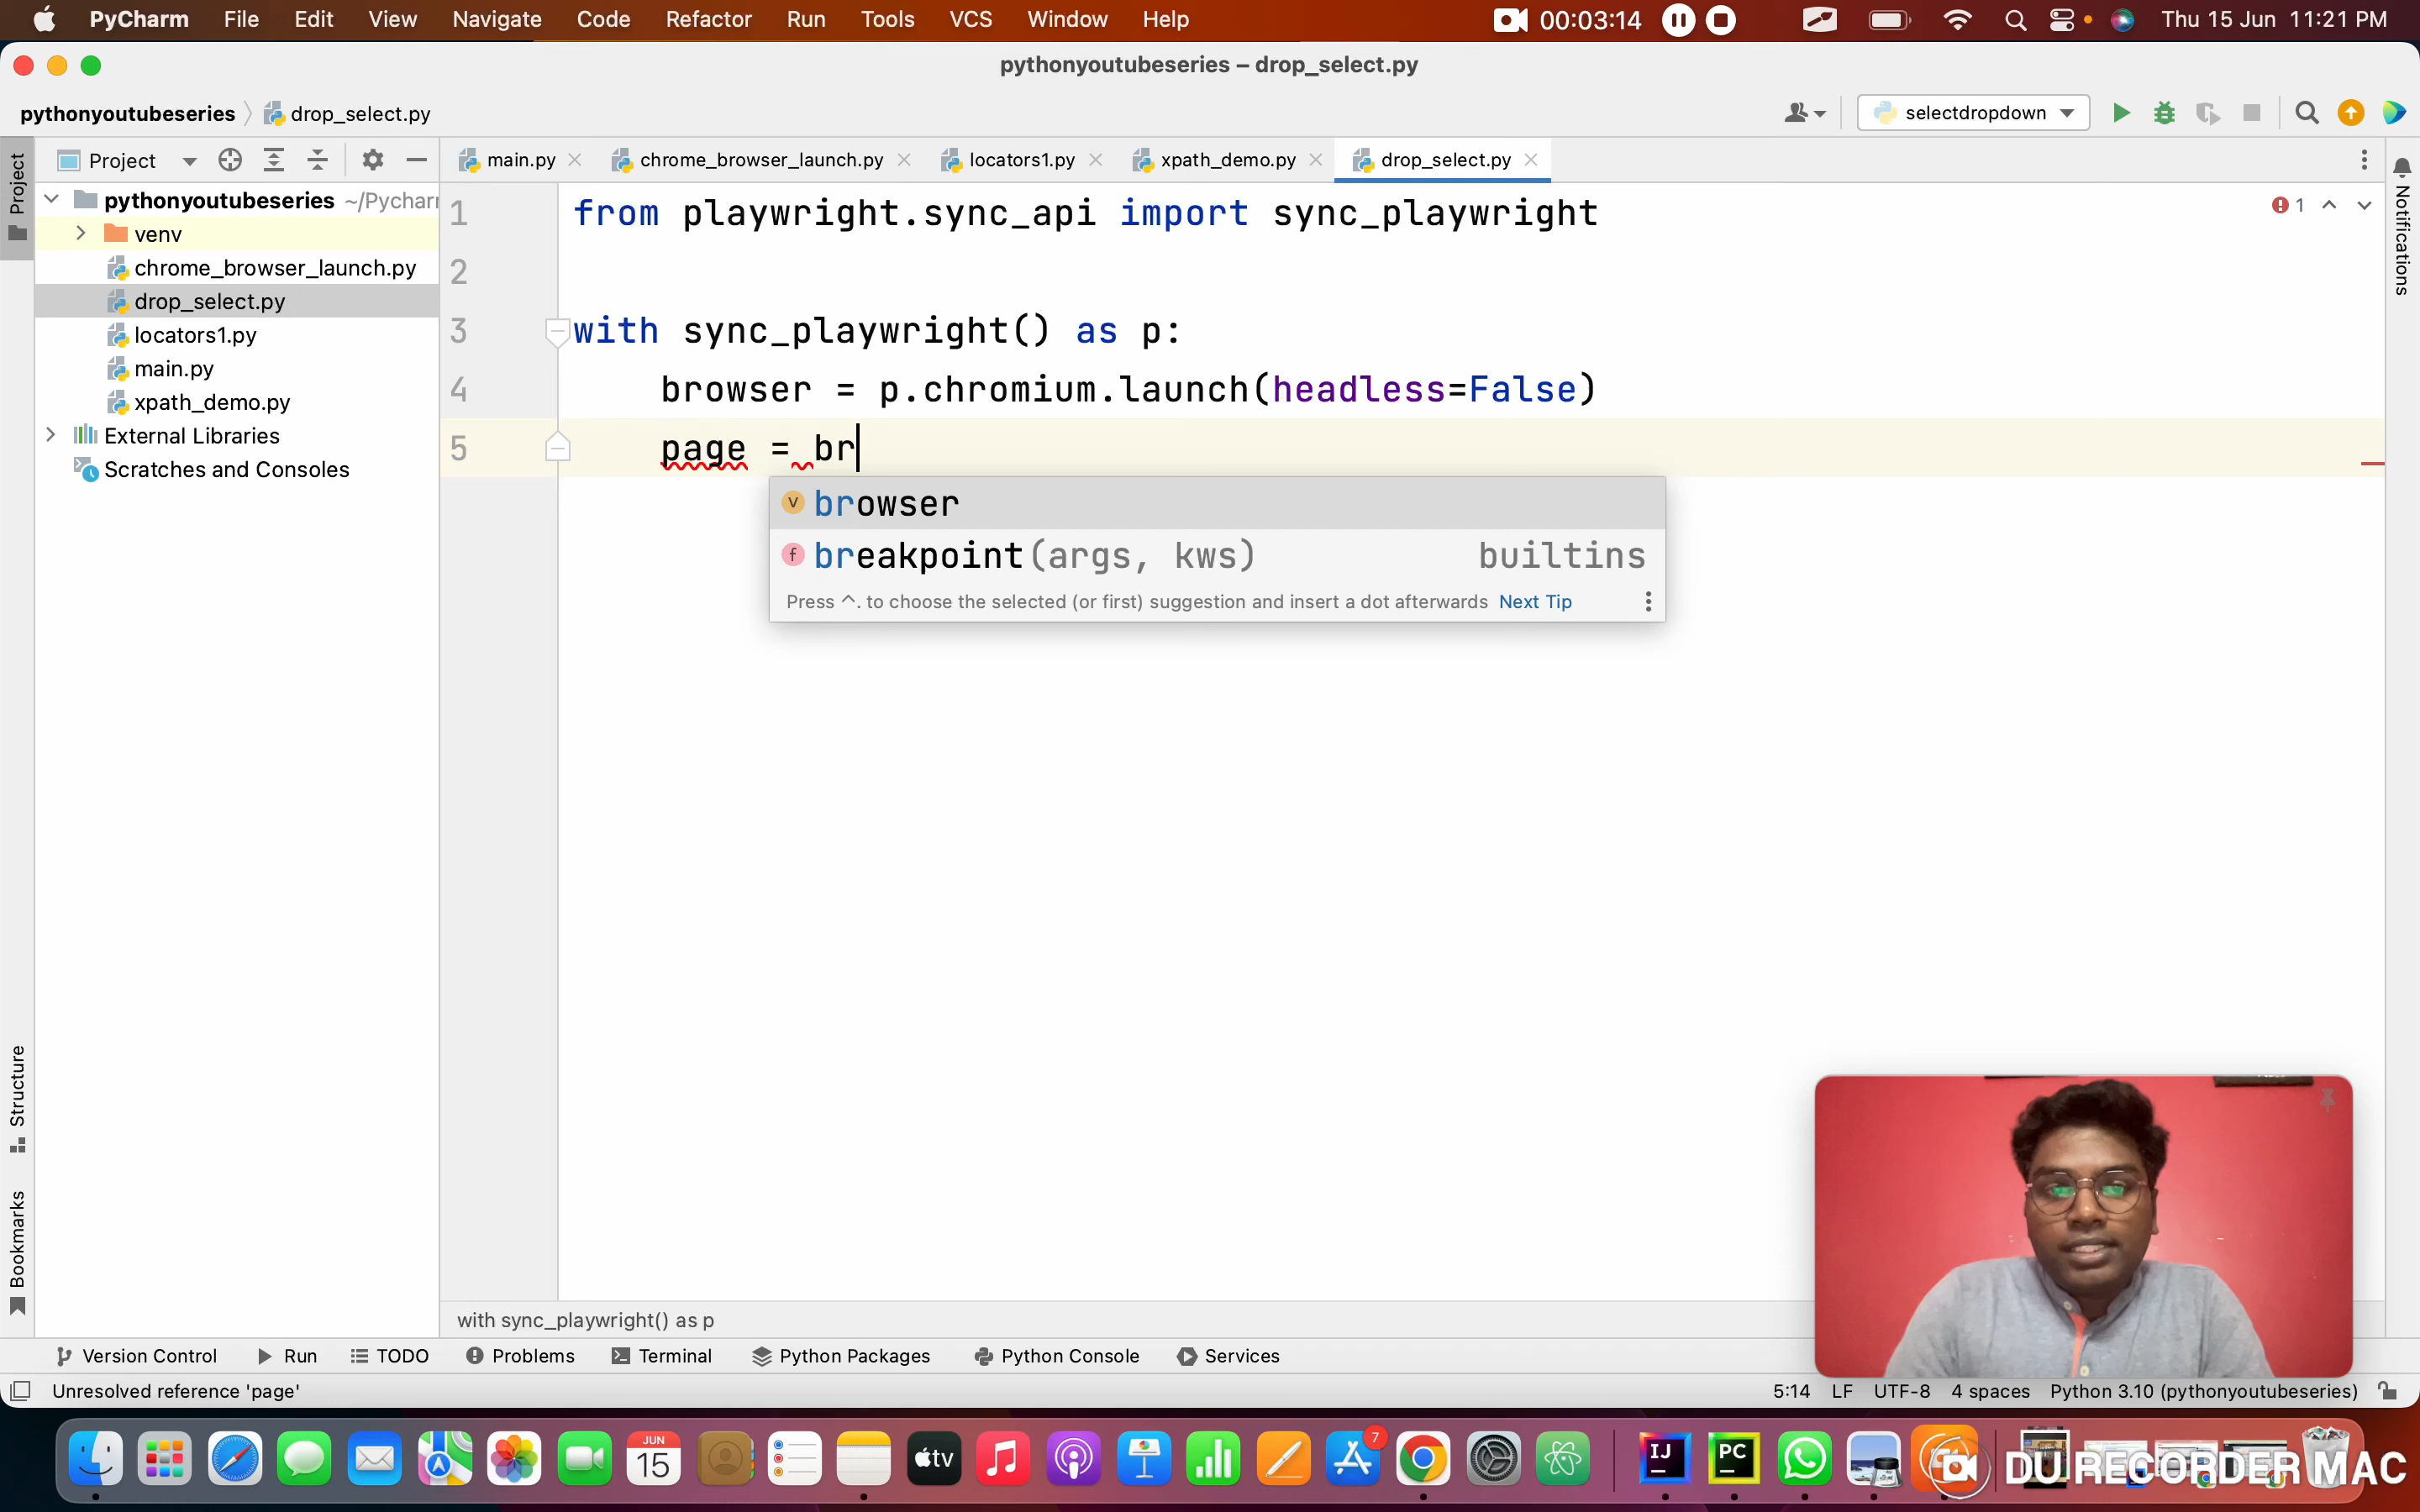 PyCharm File Edit View Navigate Code Refactor Run Tools VCS Window Help 00:03:14 Thu 15 Jun 11:21 PM
pythonyoutubeseries – drop_select.py
pythonyoutubeseries drop_select.py selectdropdown
Project main.py chrome_browser_launch.py locators1.py xpath_demo.py drop_select.py
Project
Notifications
pythonyoutubeseries ~/Pychar
venv
chrome_browser_launch.py
drop_select.py
locators1.py
main.py
xpath_demo.py
External Libraries
Scratches and Consoles
1 from playwright.sync_api import sync_playwright
1
2
3 with sync_playwright() as p:
4 browser = p.chromium.launch(headless=False)
5 page = br
browser
breakpoint(args, kws) builtins
Press ^. to choose the selected (or first) suggestion and insert a dot afterwards Next Tip
Structure
Bookmarks
with sync_playwright() as p
Version Control Run TODO Problems Terminal Python Packages Python Console Services
Unresolved reference 'page' 5:14 LF UTF-8 4 spaces Python 3.10 (pythonyoutubeseries)
JUN
15
tv
7
IJ
PC
DU RECORDER MAC